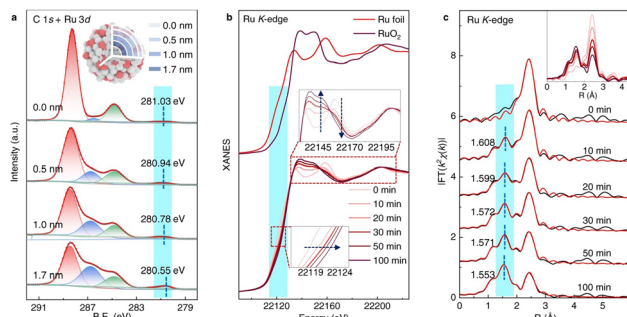 a
C 1s + Ru 3d
0.0 nm
0.5 nm
1.0 nm
1.7 nm
0.0 nm
281.03 eV
0.5 nm
280.94 eV
1.0 nm
280.78 eV
1.7 nm
280.55 eV
Intensity (a.u.)
291 287 283 279
b
Ru K-edge
Ru foil
RuO2
22145 22170 22195
0 min
10 min
20 min
30 min
50 min
100 min
22119 22124
XANES
22120 22160 22200
c
Ru K-edge
0 1 2 3 4
R (Å)
0 min
1.608
10 min
1.599
20 min
1.572
30 min
1.571
50 min
1.553
100 min
|FT(k²χ(k))|
8
6
4
2
0
0 1 2 3 4 5